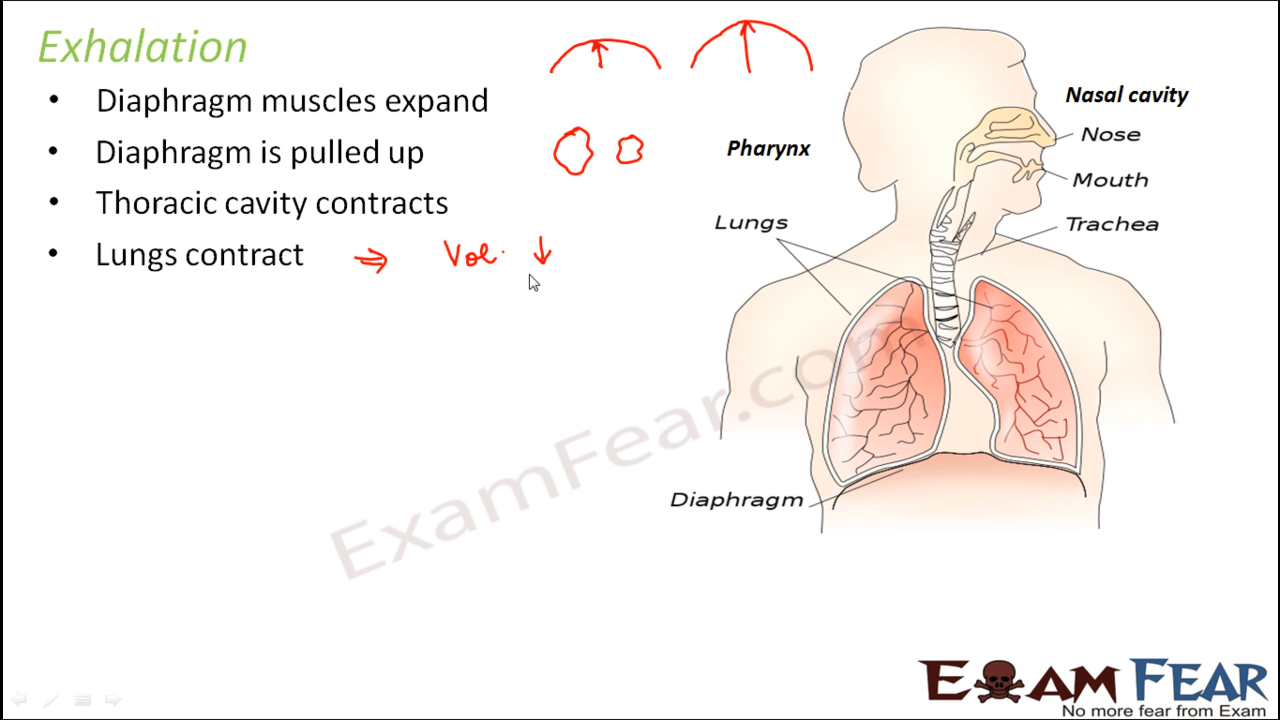 Exhalation
• Diaphragm muscles expand
• Diaphragm is pulled up
• Thoracic cavity contracts
• Lungs contract ⇒ Vol. ↓
Nasal cavity
Nose
Pharynx
Mouth
Lungs
Trachea
Diaphragm
ExamFear.com
EXAM FEAR
No more fear from Exam